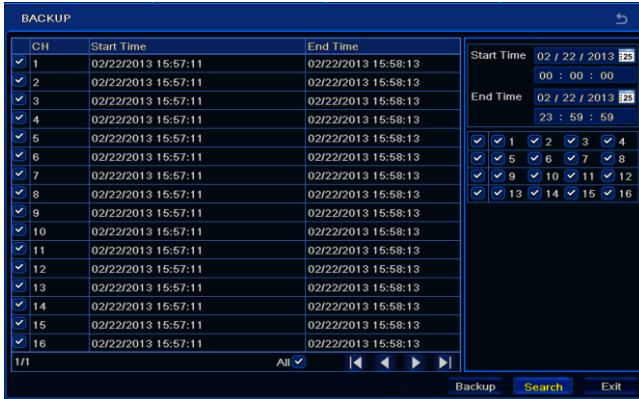 BACKUP
CH Start Time End Time
1 02/22/2013 15:57:11 02/22/2013 15:58:13
2 02/22/2013 15:57:11 02/22/2013 15:58:13
3 02/22/2013 15:57:11 02/22/2013 15:58:13
4 02/22/2013 15:57:11 02/22/2013 15:58:13
5 02/22/2013 15:57:11 02/22/2013 15:58:13
6 02/22/2013 15:57:11 02/22/2013 15:58:13
7 02/22/2013 15:57:11 02/22/2013 15:58:13
8 02/22/2013 15:57:11 02/22/2013 15:58:13
9 02/22/2013 15:57:11 02/22/2013 15:58:13
10 02/22/2013 15:57:11 02/22/2013 15:58:13
11 02/22/2013 15:57:11 02/22/2013 15:58:13
12 02/22/2013 15:57:11 02/22/2013 15:58:13
13 02/22/2013 15:57:11 02/22/2013 15:58:13
14 02/22/2013 15:57:11 02/22/2013 15:58:13
15 02/22/2013 15:57:11 02/22/2013 15:58:13
16 02/22/2013 15:57:11 02/22/2013 15:58:13
1/1 All
Start Time 02 / 22 / 2013 25
00 : 00 : 00
End Time 02 / 22 / 2013 25
23 : 59 : 59
1 2 3 4
5 6 7 8
9 10 11 12
13 14 15 16
Backup Search Exit